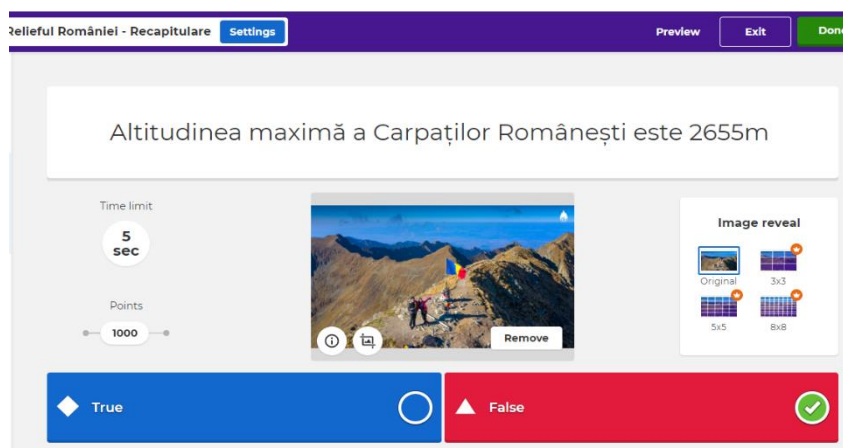 Relieful României - Recapitulare Settings Preview Exit Done
Altitudinea maximă a Carpaților Românești este 2655m
Time limit
5
sec
Points
1000
Remove
Image reveal
Original 3x3
5x5 8x8
True
False